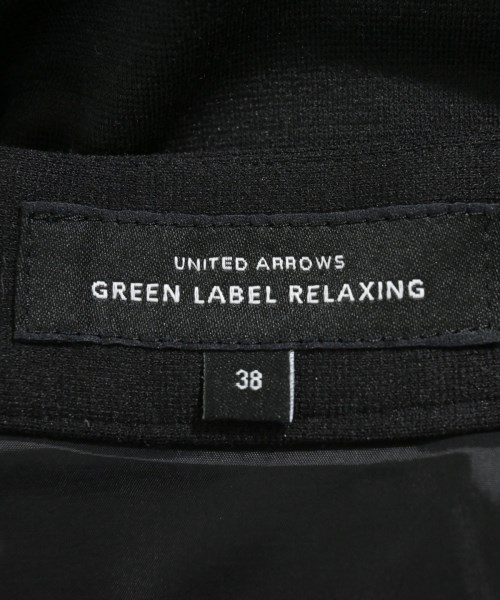 UNITED ARROWS
GREEN LABEL RELAXING
38